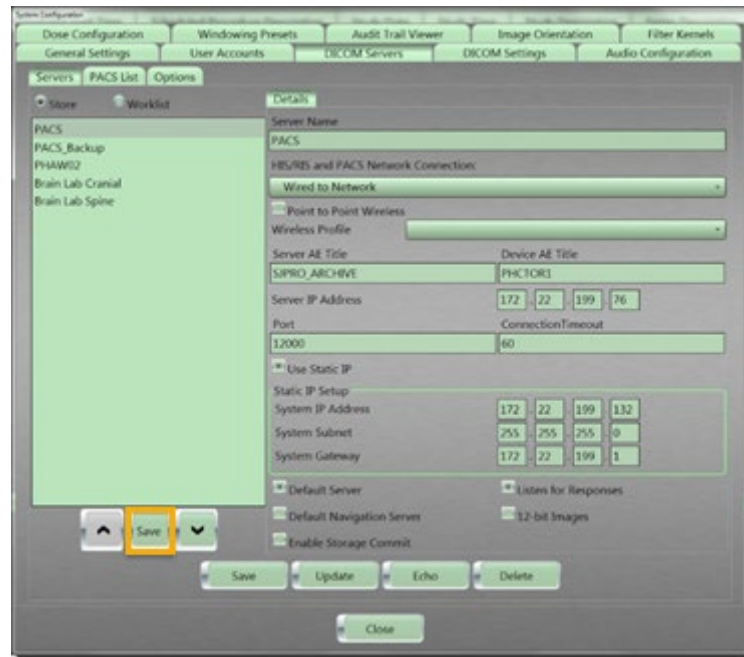 System Configuration
Dose Configuration Windowing Presets Audit Trail Viewer Image Orientation Filter Kernels
General Settings User Accounts DICOM Servers DICOM Settings Audio Configuration
Servers PACS List Options
Store Worklist
PACS
PACS_Backup
PHAW02
Brain Lab Cranial
Brain Lab Spine
Save
Details
Server Name
PACS
HIS/RIS and PACS Network Connection:
Wired to Network
Point to Point Wireless
Wireless Profile
Server AE Title Device AE Title
SJPRO_ARCHIVE PHCTOR1
Server IP Address 172 . 22 . 199 . 76
Port ConnectionTimeout
12000 60
Use Static IP
Static IP Setup
System IP Address 172 . 22 . 199 . 132
System Subnet 255 . 255 . 255 . 0
System Gateway 172 . 22 . 199 . 1
Default Server Listen for Responses
Default Navigation Server 12-bit Images
Enable Storage Commit
Save Update Echo Delete
Close